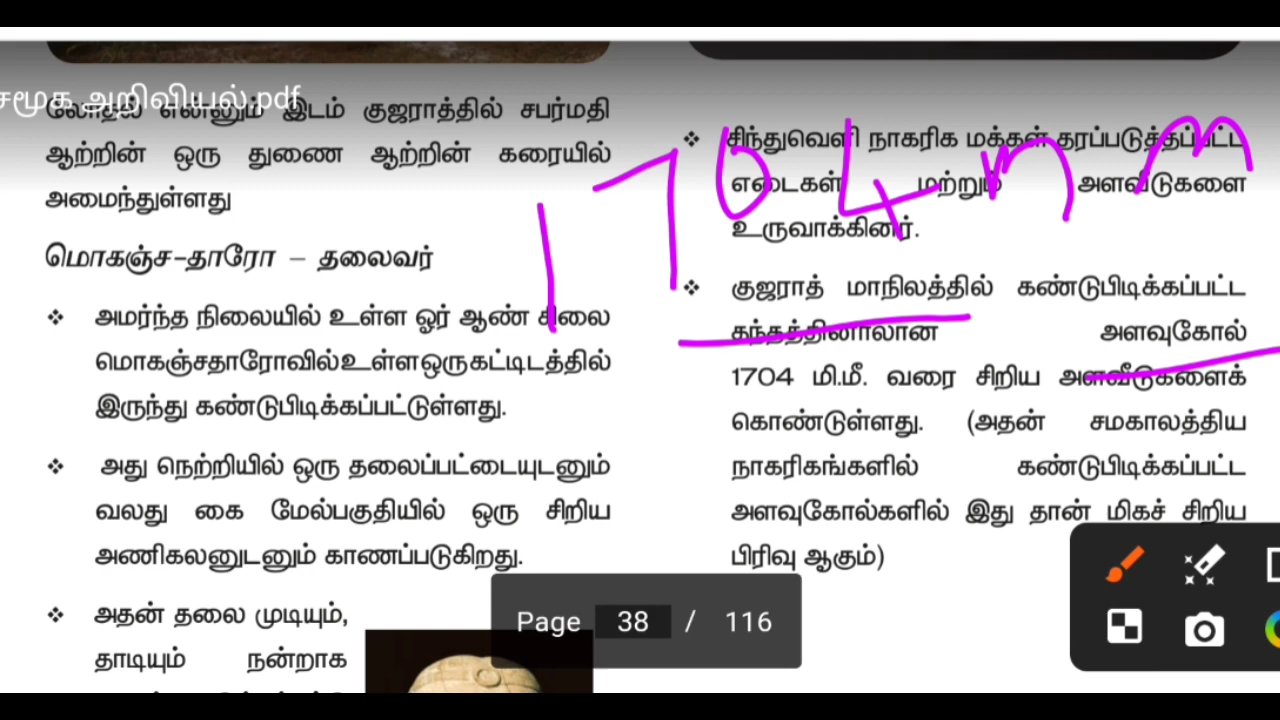 சமூக அறிவியல்.pdf
லோதல் என்னும் இடம் குஜராத்தில் சபர்மதி
ஆற்றின் ஒரு துணை ஆற்றின் கரையில்
அமைந்துள்ளது
மொகஞ்ச-தாரோ – தலைவர்
❖ அமர்ந்த நிலையில் உள்ள ஓர் ஆண் சிலை
மொகஞ்சதாரோவில் உள்ள ஒரு கட்டிடத்தில்
இருந்து கண்டுபிடிக்கப்பட்டுள்ளது.
❖ அது நெற்றியில் ஒரு தலைப்பட்டையுடனும்
வலது கை மேல்பகுதியில் ஒரு சிறிய
அணிகலனுடனும் காணப்படுகிறது.
❖ அதன் தலை முடியும்,
தாடியும் நன்றாக
❖ சிந்துவெளி நாகரிக மக்கள் தரப்படுத்தப்பட்ட
எடைகள் மற்றும் அளவீடுகளை
உருவாக்கினர்.
❖ குஜராத் மாநிலத்தில் கண்டுபிடிக்கப்பட்ட
தந்தத்தினாலான அளவுகோல்
1704 மி.மீ. வரை சிறிய அளவீடுகளைக்
கொண்டுள்ளது. (அதன் சமகாலத்திய
நாகரிகங்களில் கண்டுபிடிக்கப்பட்ட
அளவுகோல்களில் இது தான் மிகச் சிறிய
பிரிவு ஆகும்)
1704 mm
Page 38 / 116